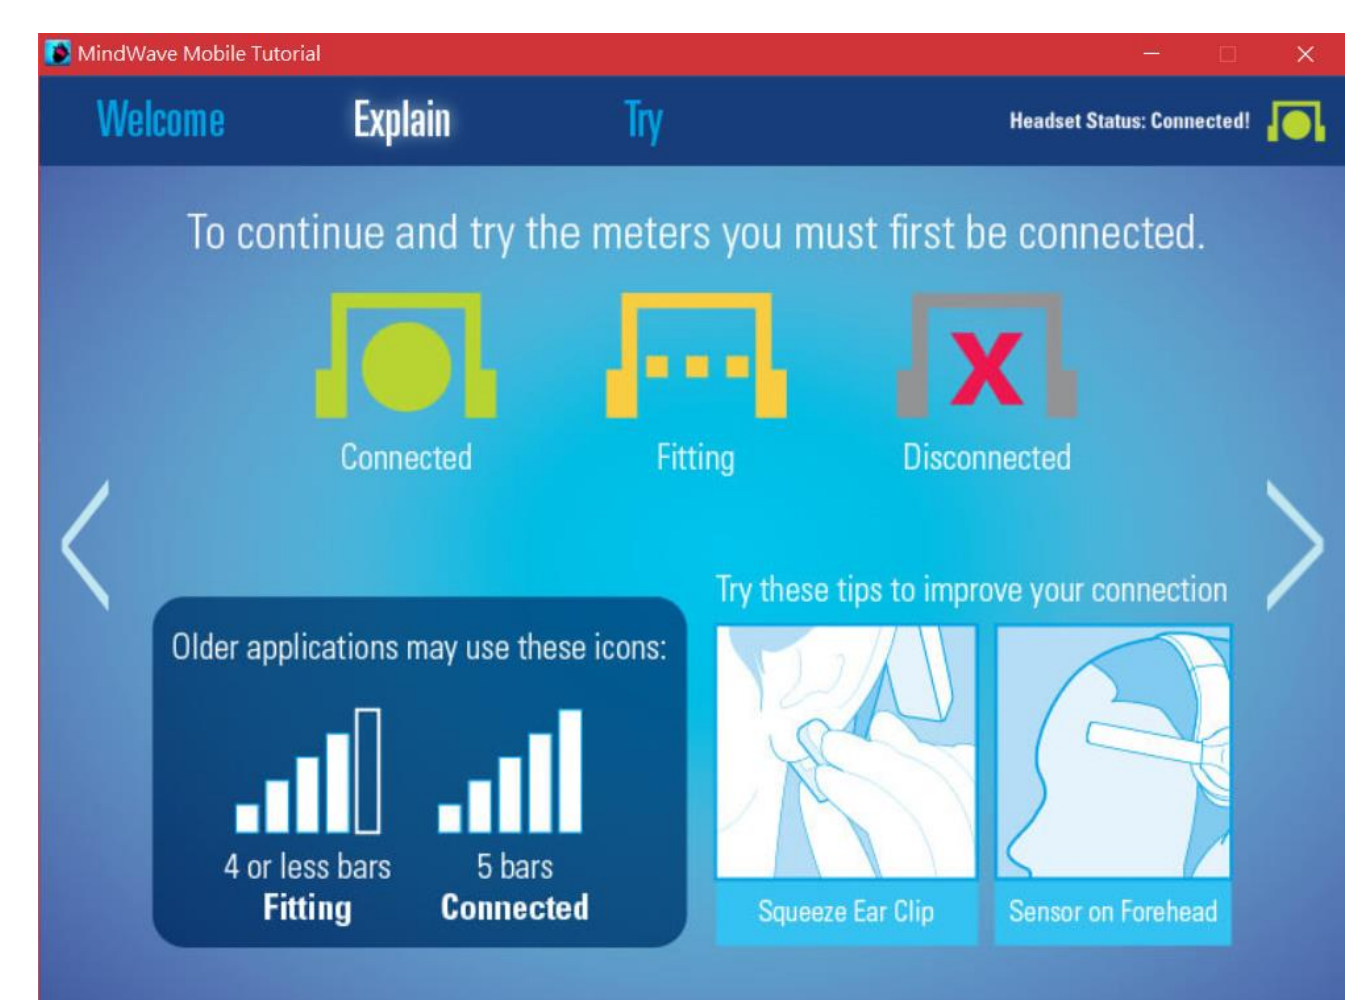 MindWave Mobile Tutorial
Welcome
Explain
Try
Headset Status: Connected!
To continue and try the meters you must first be connected.
Connected
Fitting
Disconnected
Older applications may use these icons:
4 or less bars
Fitting
5 bars
Connected
Try these tips to improve your connection
Squeeze Ear Clip
Sensor on Forehead